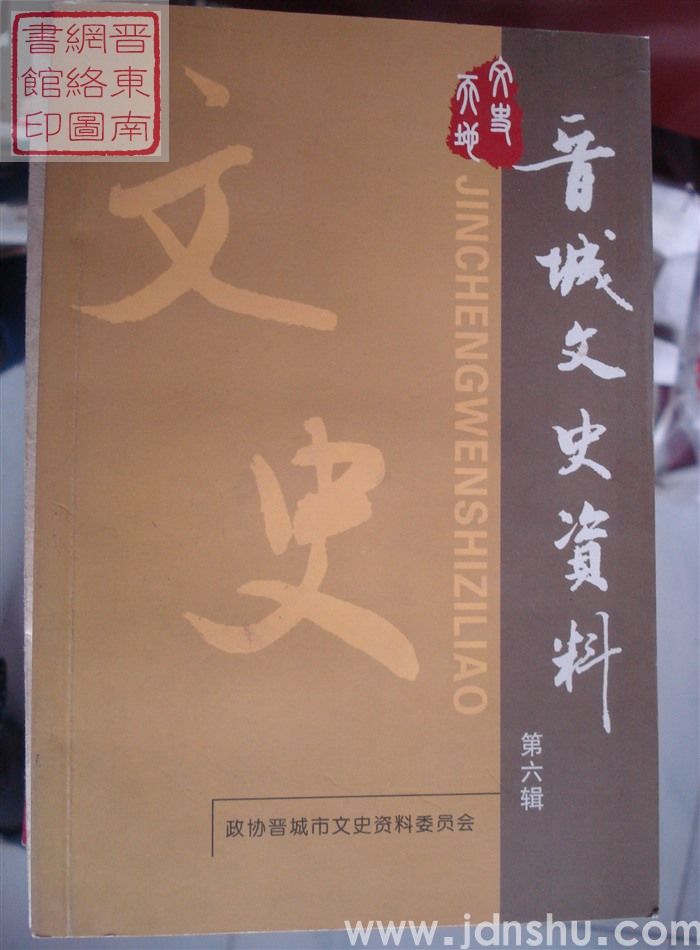 晋東南
網絡圖
書館印
文史
天地
晋城文史資料
JINCHENGWENSHIZILIAO
文
史
第六辑
政协晋城市文史资料委员会
www.jdnshu.com